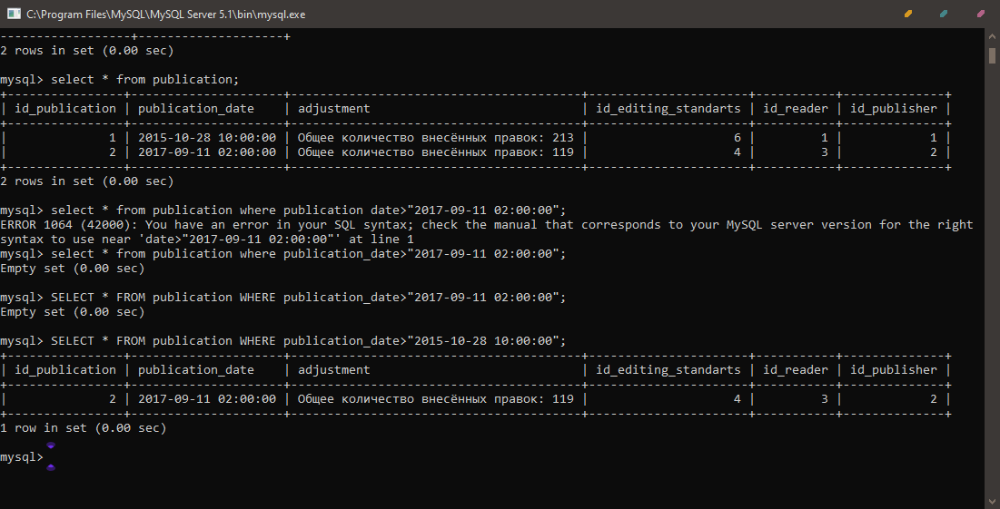 C:\Program Files\MySQL\MySQL Server 5.1\bin\mysql.exe
------------------+--------------------+
2 rows in set (0.00 sec)
mysql> select * from publication;
+----------------+---------------------+----------------------------------------+----------------------+-----------+--------------+
| id_publication | publication_date    | adjustment                             | id_editing_standarts | id_reader | id_publisher |
+----------------+---------------------+----------------------------------------+----------------------+-----------+--------------+
|              1 | 2015-10-28 10:00:00 | Общее количество внесённых правок: 213 |                    6 |         1 |            1 |
|              2 | 2017-09-11 02:00:00 | Общее количество внесённых правок: 119 |                    4 |         3 |            2 |
+----------------+---------------------+----------------------------------------+----------------------+-----------+--------------+
2 rows in set (0.00 sec)
mysql> select * from publication where publication date>"2017-09-11 02:00:00";
ERROR 1064 (42000): You have an error in your SQL syntax; check the manual that corresponds to your MySQL server version for the right
syntax to use near 'date>"2017-09-11 02:00:00"' at line 1
mysql> select * from publication where publication_date>"2017-09-11 02:00:00";
Empty set (0.00 sec)
mysql> SELECT * FROM publication WHERE publication_date>"2017-09-11 02:00:00";
Empty set (0.00 sec)
mysql> SELECT * FROM publication WHERE publication_date>"2015-10-28 10:00:00";
+----------------+---------------------+----------------------------------------+----------------------+-----------+--------------+
| id_publication | publication_date    | adjustment                             | id_editing_standarts | id_reader | id_publisher |
+----------------+---------------------+----------------------------------------+----------------------+-----------+--------------+
|              2 | 2017-09-11 02:00:00 | Общее количество внесённых правок: 119 |                    4 |         3 |            2 |
+----------------+---------------------+----------------------------------------+----------------------+-----------+--------------+
1 row in set (0.00 sec)
mysql>